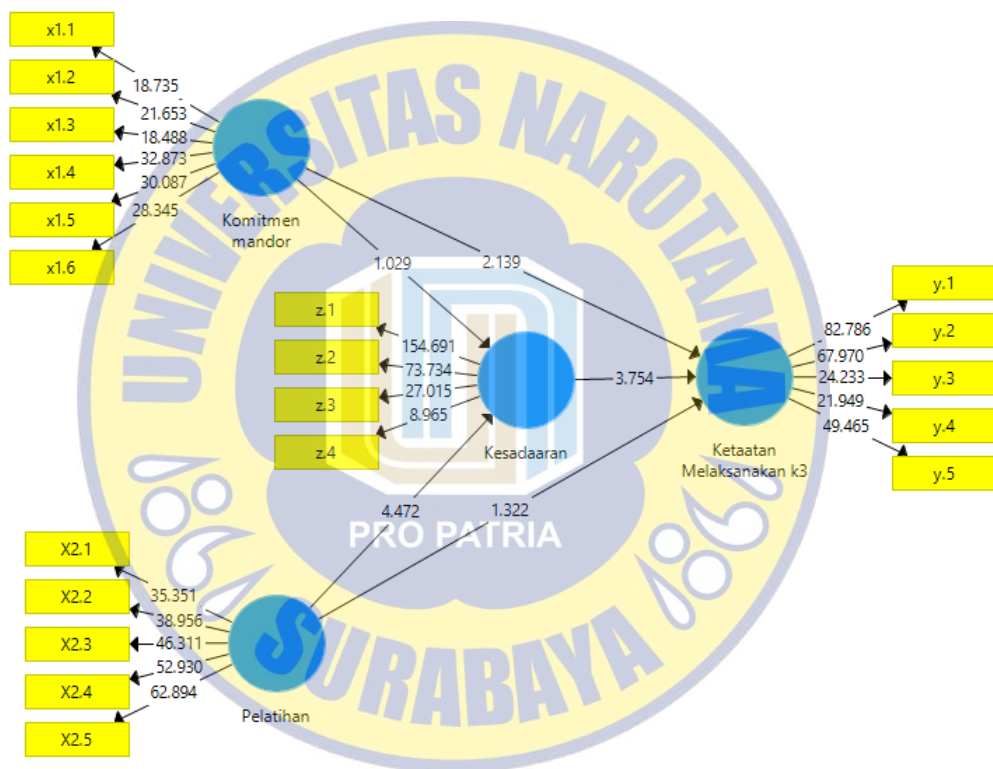 x1.1
x1.2
x1.3
x1.4
x1.5
x1.6
18.735
21.653
18.488
32.873
30.087
28.345
Komitmen
mandor
1.029
2.139
z.1
z.2
z.3
z.4
154.691
73.734
27.015
8.965
Kesadaaran
3.754
y.1
y.2
y.3
y.4
y.5
82.786
67.970
24.233
21.949
49.465
Ketaatan
Melaksanakan k3
4.472
1.322
X2.1
X2.2
X2.3
X2.4
X2.5
35.351
38.956
46.311
52.930
62.894
Pelatihan
UNIVERSITAS NAROTAMA
PRO PATRIA
SURABAYA